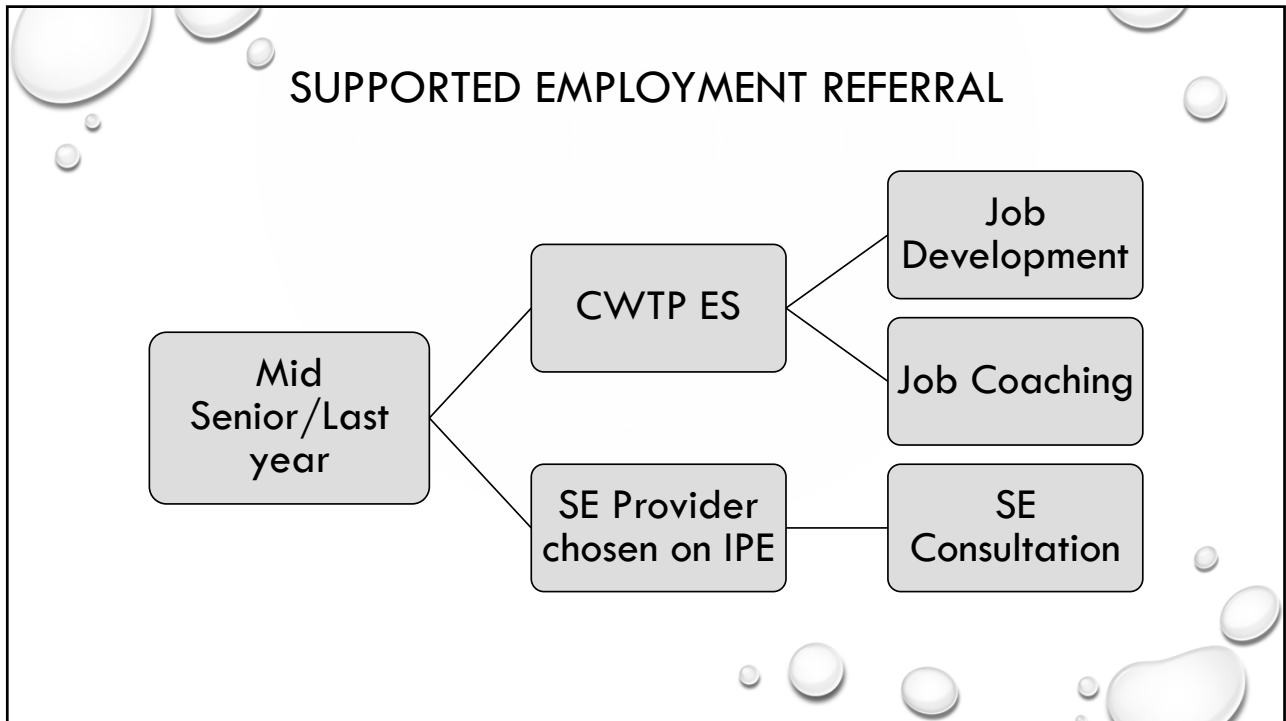 SUPPORTED EMPLOYMENT REFERRAL
Mid
Senior/Last
year
CWTP ES
Job
Development
Job Coaching
SE Provider
chosen on IPE
SE
Consultation